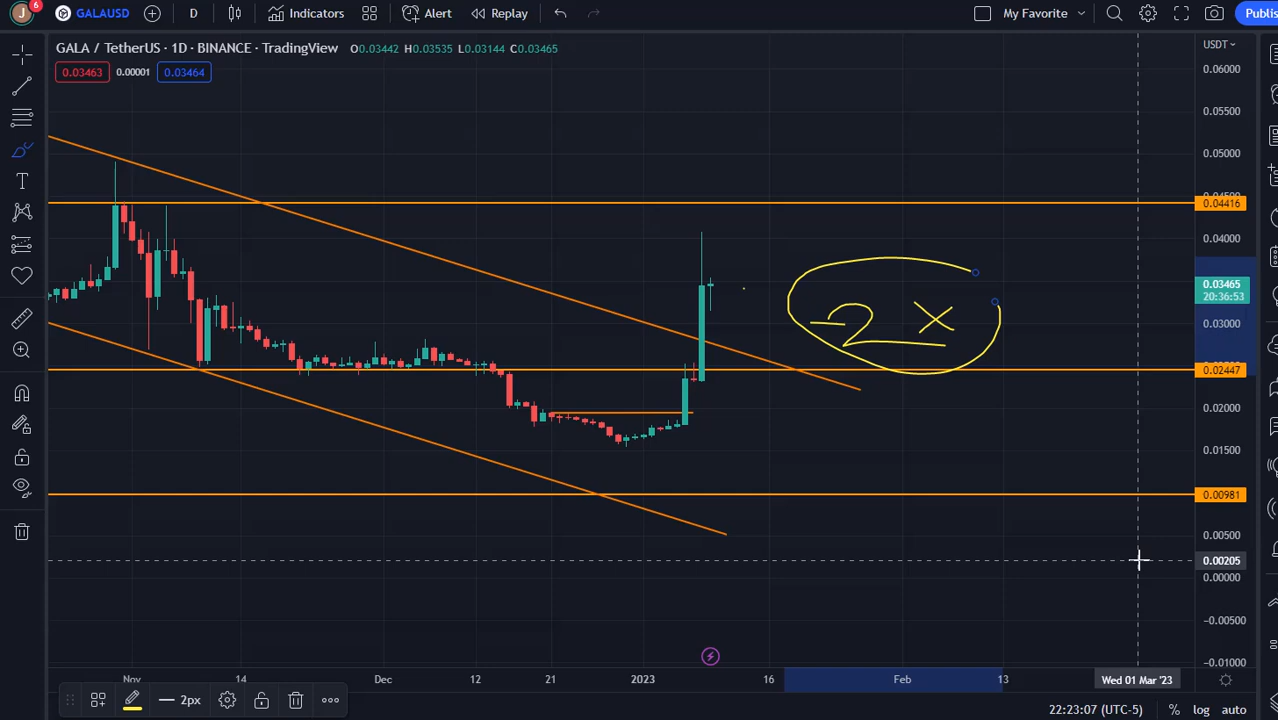 J 6 GALAUSD D Indicators Alert Replay My Favorite Publis
GALA / TetherUS · 1D · BINANCE · TradingView O0.03442 H0.03535 L0.03144 C0.03465
USDT
0.03463 0.00001 0.03464
0.06000
0.05500
0.05000
0.04500
0.04416
0.04000
0.03465
20:36:53
0.03000
2x
0.02447
0.02000
0.01500
0.00981
0.00500
0.00205
0.00000
−0.00500
−0.01000
Nov 14 Dec 12 21 2023 16 Feb 13 Wed 01 Mar '23
T
2px
22:23:07 (UTC-5) % log auto